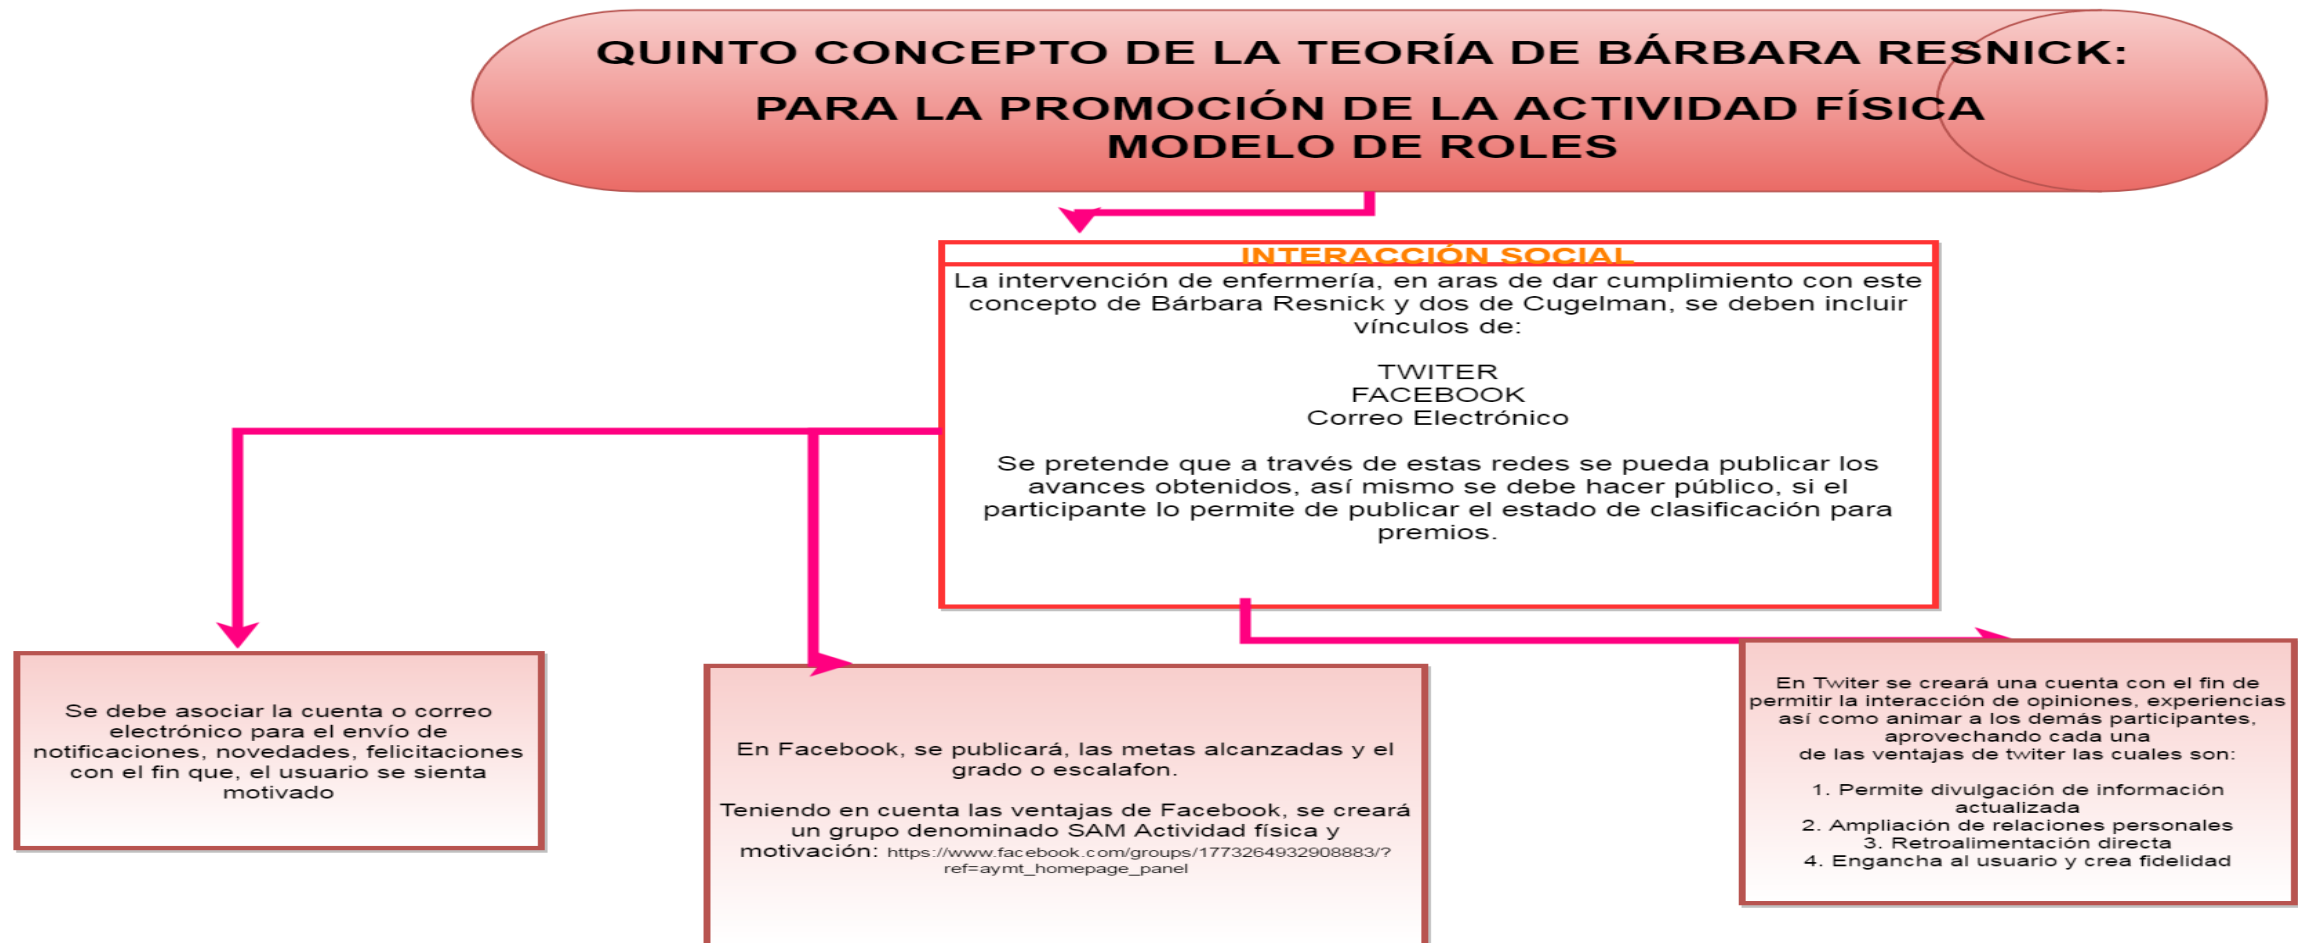 QUINTO CONCEPTO DE LA TEORÍA DE BÁRBARA RESNICK:
PARA LA PROMOCIÓN DE LA ACTIVIDAD FÍSICA
MODELO DE ROLES
INTERACCIÓN SOCIAL
La intervención de enfermería, en aras de dar cumplimiento con este
concepto de Bárbara Resnick y dos de Cugelman, se deben incluir
vínculos de:
TWITER
FACEBOOK
Correo Electrónico
Se pretende que a través de estas redes se pueda publicar los
avances obtenidos, así mismo se debe hacer público, si el
participante lo permite de publicar el estado de clasificación para
premios.
Se debe asociar la cuenta o correo
electrónico para el envío de
notificaciones, novedades, felicitaciones
con el fin que, el usuario se sienta
motivado
En Facebook, se publicará, las metas alcanzadas y el
grado o escalafon.
Teniendo en cuenta las ventajas de Facebook, se creará
un grupo denominado SAM Actividad física y
motivación: https://www.facebook.com/groups/1773264932908883/?
ref=aymt_homepage_panel
En Twiter se creará una cuenta con el fin de
permitir la interacción de opiniones, experiencias
así como animar a los demás participantes,
aprovechando cada una
de las ventajas de twiter las cuales son:
1. Permite divulgación de información
actualizada
2. Ampliación de relaciones personales
3. Retroalimentación directa
4. Engancha al usuario y crea fidelidad